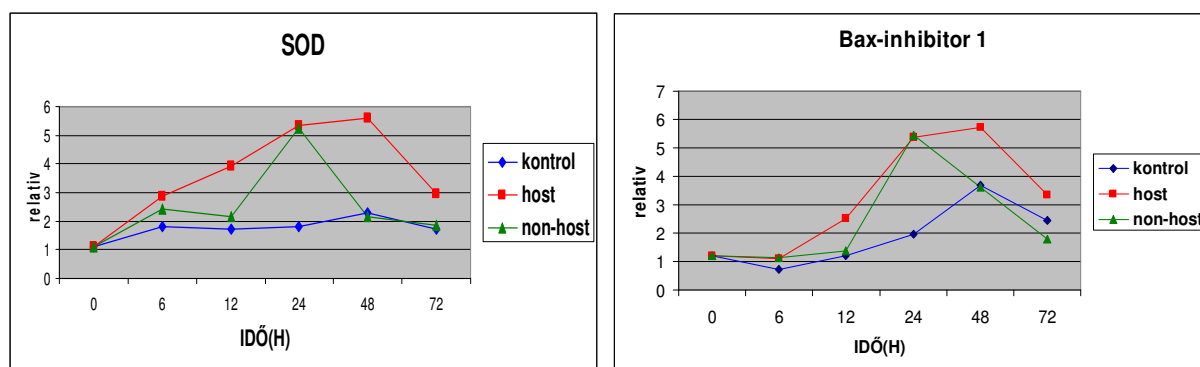 SOD
6
5
4
3
2
1
0
relativ
0 6 12 24 48 72
IDŐ(H)
kontrol
host
non-host
Bax-inhibitor 1
7
6
5
4
3
2
1
0
relativ
0 6 12 24 48 72
IDŐ(H)
kontrol
host
non-host